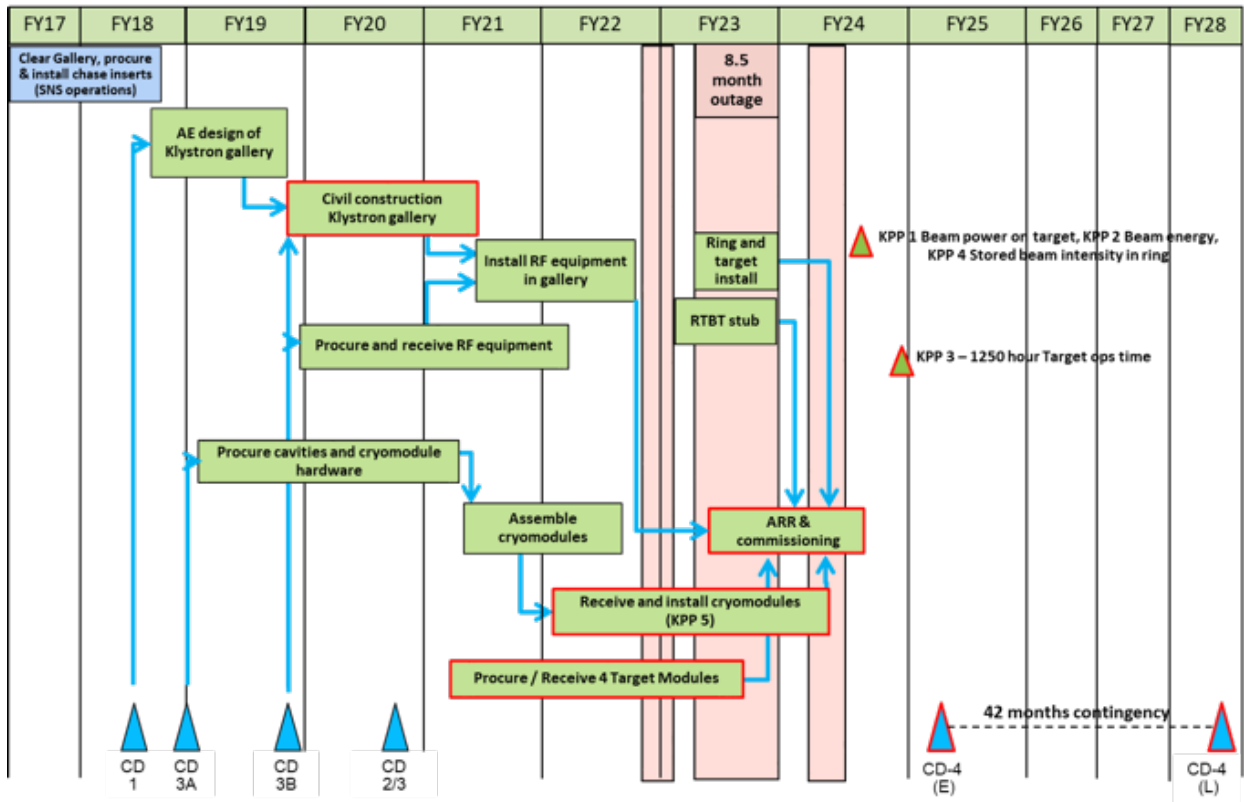 FY17 FY18 FY19 FY20 FY21 FY22 FY23 FY24 FY25 FY26 FY27 FY28
Clear Gallery, procure
& install chase inserts
(SNS operations)
8.5
month
outage
AE design of
Klystron gallery
Civil construction
Klystron gallery
Install RF equipment
in gallery
Ring and
target
install
KPP 1 Beam power on target, KPP 2 Beam energy,
KPP 4 Stored beam intensity in ring
RTBT stub
Procure and receive RF equipment
KPP 3 – 1250 hour Target ops time
Procure cavities and cryomodule
hardware
Assemble
cryomodules
ARR &
commissioning
Receive and install cryomodules
(KPP 5)
Procure / Receive 4 Target Modules
42 months contingency
CD
1
CD
3A
CD
3B
CD
2/3
CD-4
(E)
CD-4
(L)